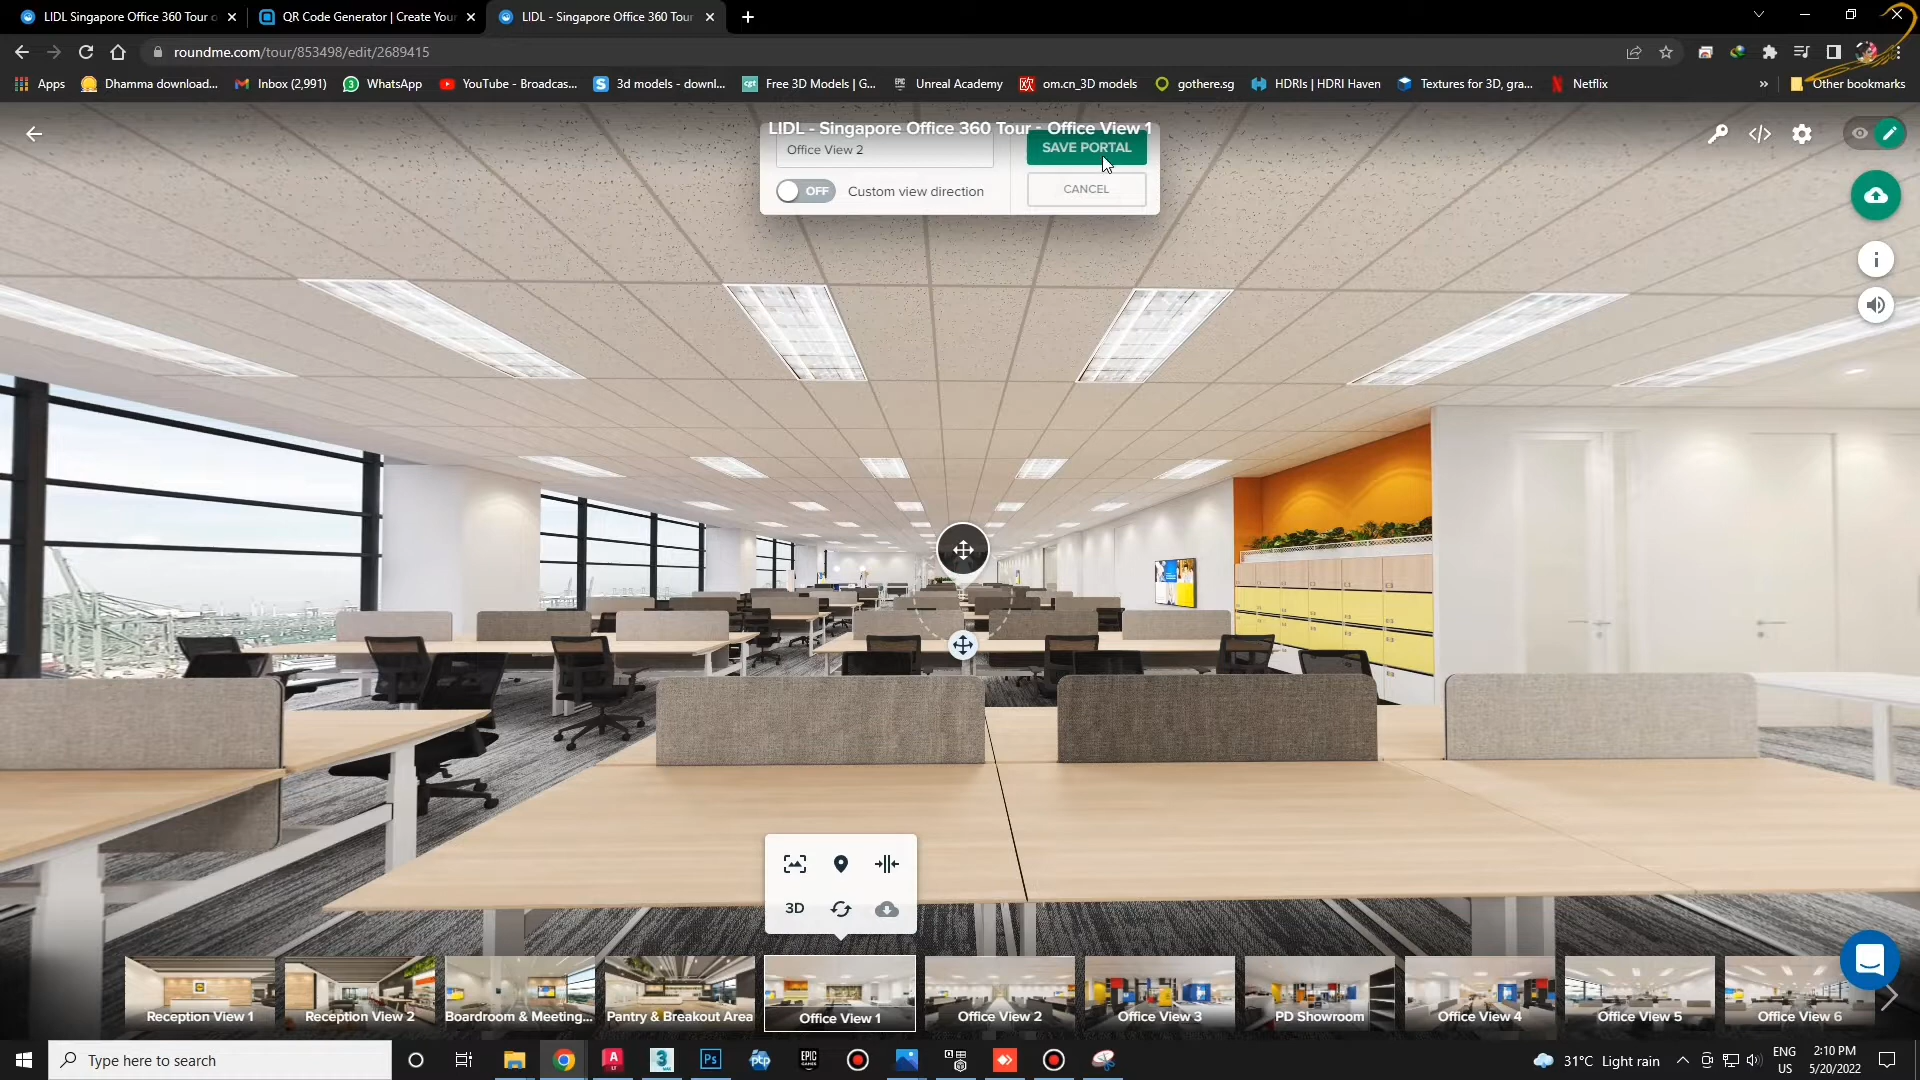 LIDL Singapore Office 360 Tour o
QR Code Generator | Create Your
LIDL - Singapore Office 360 Tour
roundme.com/tour/853498/edit/2689415
Apps
Dhamma download...
Inbox (2,991)
WhatsApp
YouTube - Broadcas...
3d models - downl...
Free 3D Models | G...
Unreal Academy
om.cn_3D models
gothere.sg
HDRIs | HDRI Haven
Textures for 3D, gra...
Netflix
»
Other bookmarks
LIDL - Singapore Office 360 Tour - Office View 1
Office View 2
SAVE PORTAL
OFF
Custom view direction
CANCEL
3D
Reception View 1
Reception View 2
Boardroom & Meeting...
Pantry & Breakout Area
Office View 1
Office View 2
Office View 3
PD Showroom
Office View 4
Office View 5
Office View 6
Type here to search
31°C Light rain
ENG
US
2:10 PM
5/20/2022